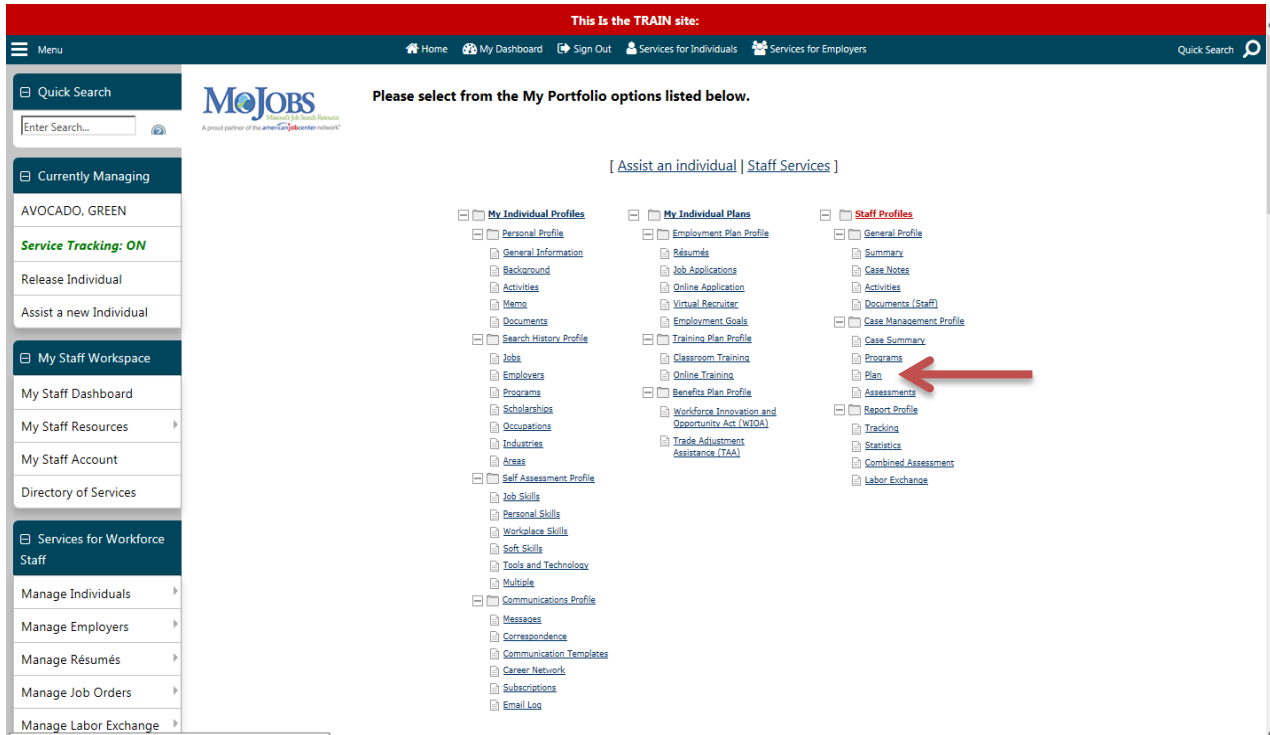 This Is the TRAIN site:
Menu
Home My Dashboard Sign Out Services for Individuals Services for Employers
Quick Search
Quick Search
Enter Search...
Currently Managing
AVOCADO, GREEN
Service Tracking: ON
Release Individual
Assist a new Individual
My Staff Workspace
My Staff Dashboard
My Staff Resources
My Staff Account
Directory of Services
Services for Workforce
Staff
Manage Individuals
Manage Employers
Manage Résumés
Manage Job Orders
Manage Labor Exchange
MOJOBS
Missouri's Job Search Resource
A proud partner of the americanjobcenter network
Please select from the My Portfolio options listed below.
[ Assist an individual | Staff Services ]
My Individual Profiles
Personal Profile
General Information
Background
Activities
Memo
Documents
Search History Profile
Jobs
Employers
Programs
Scholarships
Occupations
Industries
Areas
Self Assessment Profile
Job Skills
Personal Skills
Workplace Skills
Soft Skills
Tools and Technology
Multiple
Communications Profile
Messages
Correspondence
Communication Templates
Career Network
Subscriptions
Email Log
My Individual Plans
Employment Plan Profile
Résumés
Job Applications
Online Application
Virtual Recruiter
Employment Goals
Training Plan Profile
Classroom Training
Online Training
Benefits Plan Profile
Workforce Innovation and
Opportunity Act (WIOA)
Trade Adjustment
Assistance (TAA)
Staff Profiles
General Profile
Summary
Case Notes
Activities
Documents (Staff)
Case Management Profile
Case Summary
Programs
Plan
Assessments
Report Profile
Tracking
Statistics
Combined Assessment
Labor Exchange